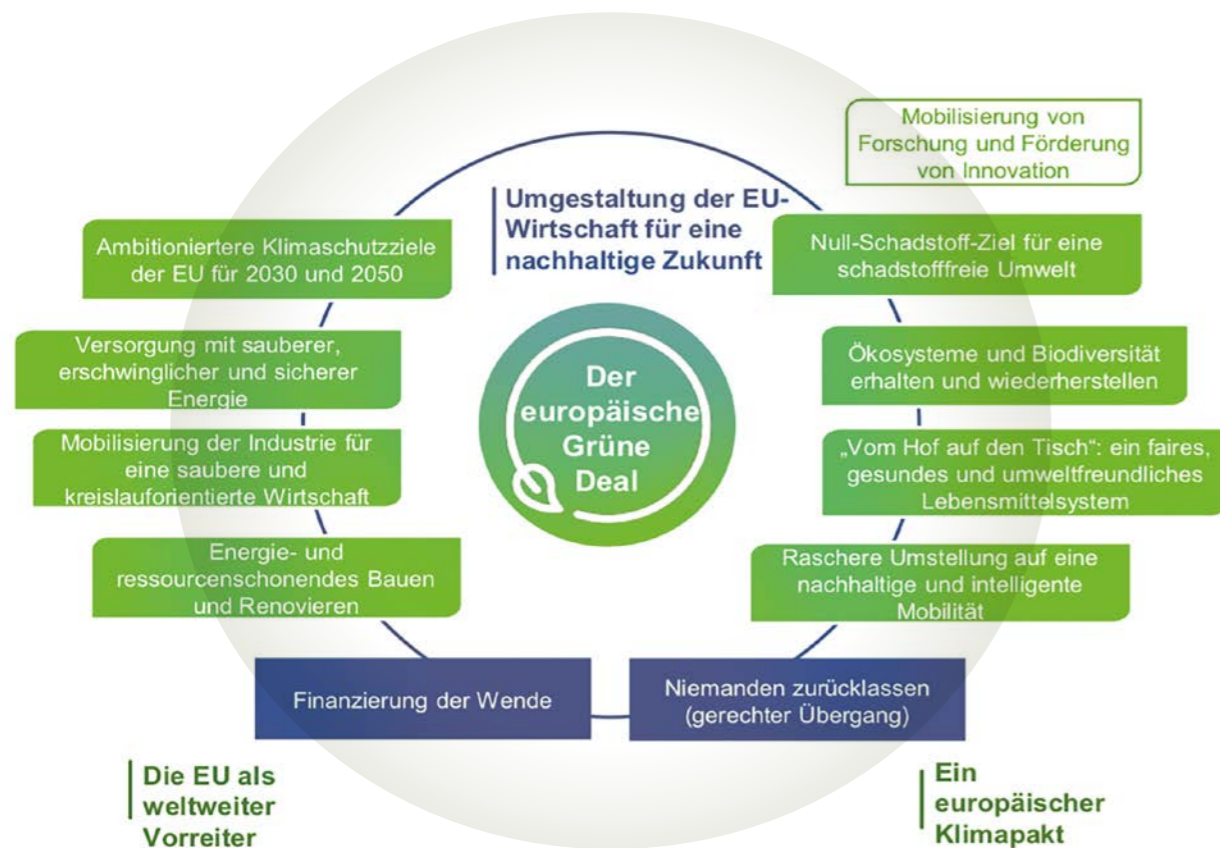 Mobilisierung von
Forschung und Förderung
von Innovation
Umgestaltung der EU-
Wirtschaft für eine
nachhaltige Zukunft
Ambitioniertere Klimaschutzziele
der EU für 2030 und 2050
Null-Schadstoff-Ziel für eine
schadstofffreie Umwelt
Versorgung mit sauberer,
erschwinglicher und sicherer
Energie
Ökosysteme und Biodiversität
erhalten und wiederherstellen
Der
europäische
Grüne
Deal
Mobilisierung der Industrie für
eine saubere und
kreislauforientierte Wirtschaft
„Vom Hof auf den Tisch“: ein faires,
gesundes und umweltfreundliches
Lebensmittelsystem
Energie- und
ressourcenschonendes Bauen
und Renovieren
Raschere Umstellung auf eine
nachhaltige und intelligente
Mobilität
Finanzierung der Wende
Niemanden zurücklassen
(gerechter Übergang)
Die EU als
weltweiter
Vorreiter
Ein
europäischer
Klimapakt